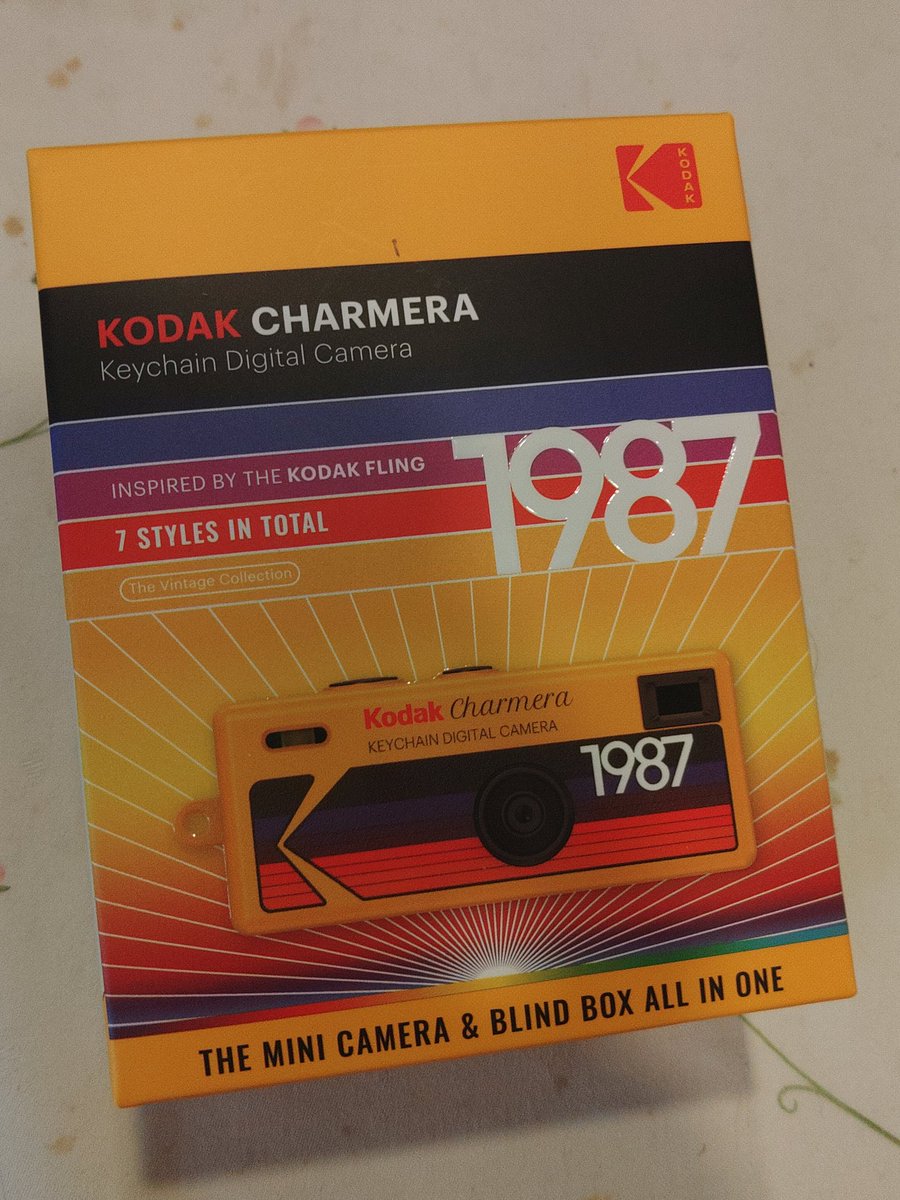 KODAK
KODAK CHARMERA
Keychain Digital Camera
1987
INSPIRED BY THE KODAK FLING
7 STYLES IN TOTAL
The Vintage Collection
Kodak Charmera
KEYCHAIN DIGITAL CAMERA
1987
THE MINI CAMERA & BLIND BOX ALL IN ONE